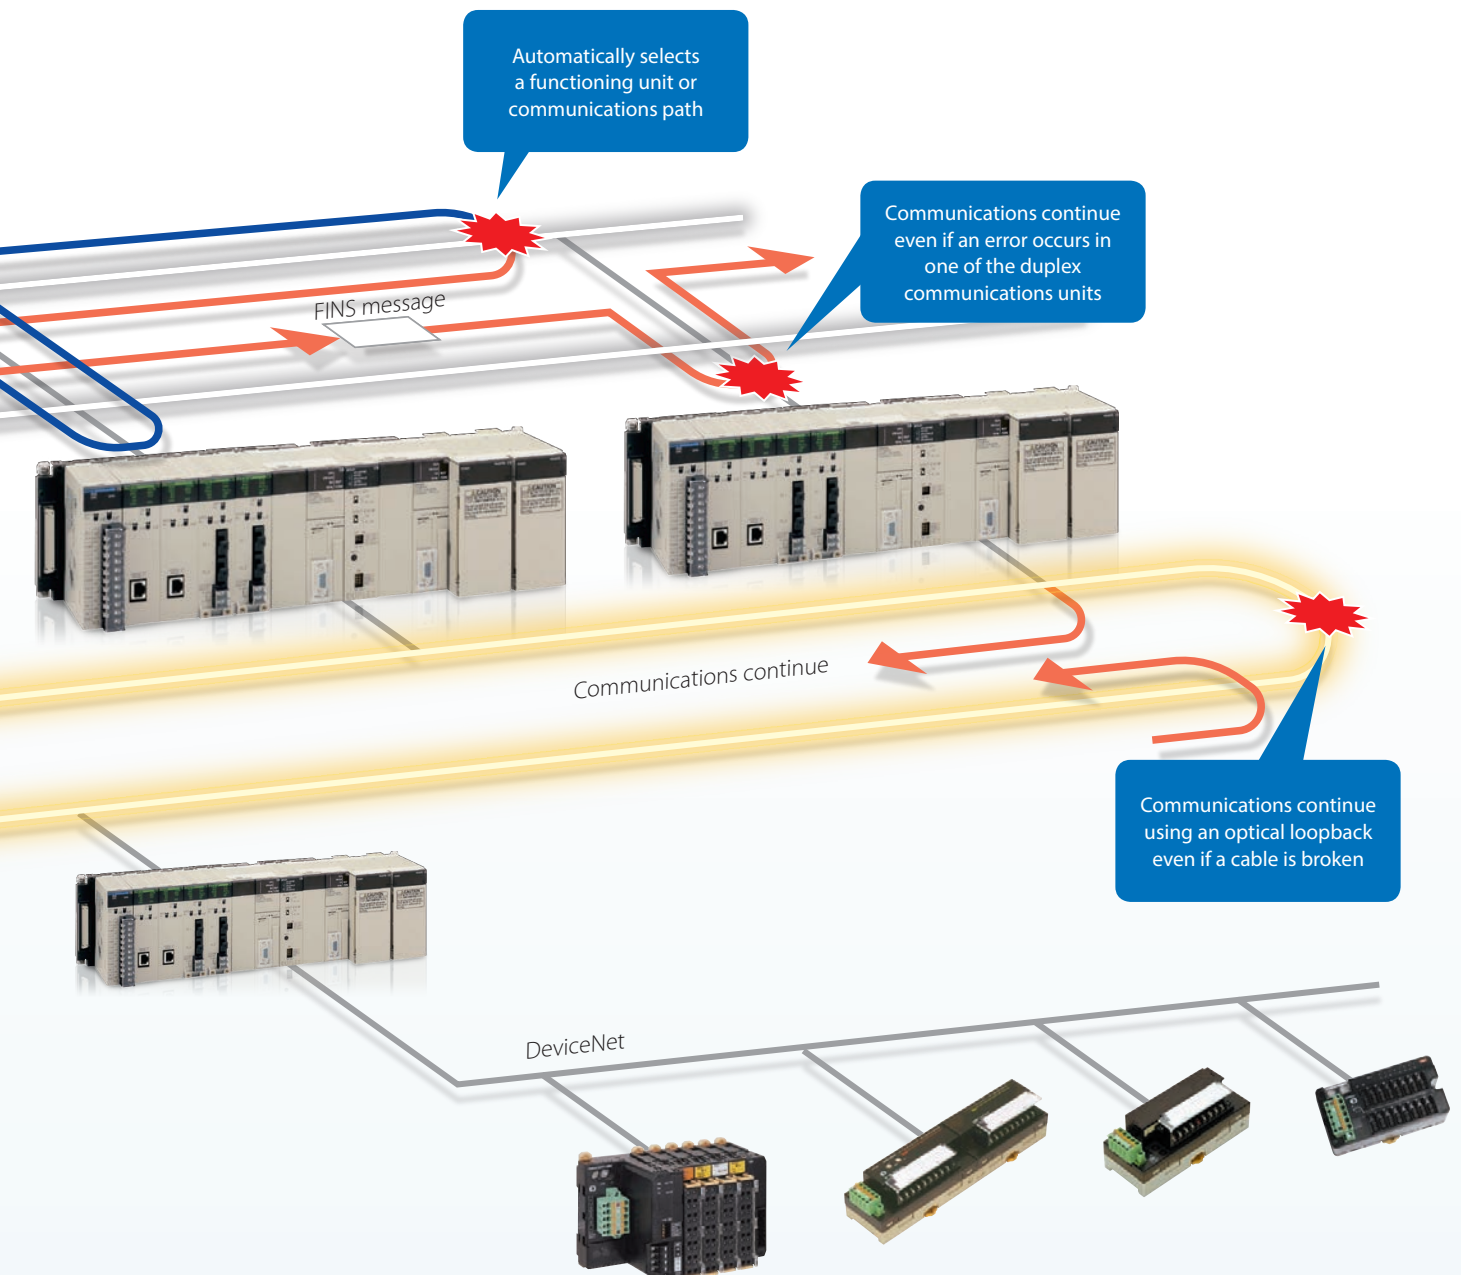 Automatically selects
a functioning unit or
communications path
Communications continue
even if an error occurs in
one of the duplex
communications units
FINS message
Communications continue
Communications continue
using an optical loopback
even if a cable is broken
DeviceNet